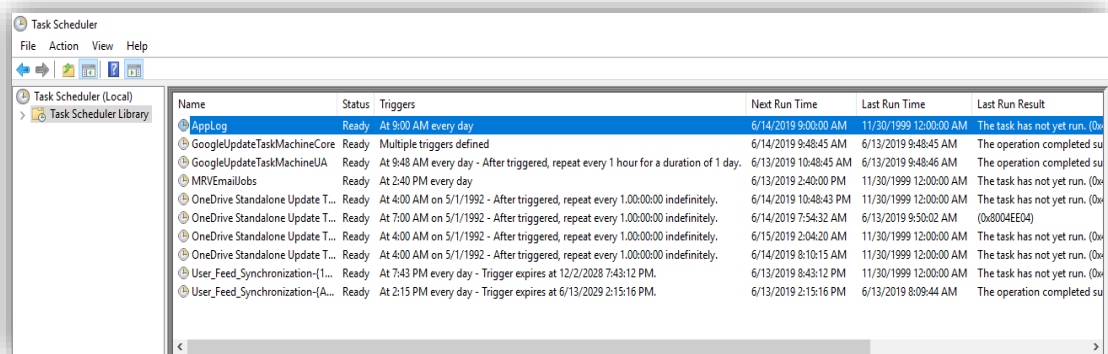 Task Scheduler
File Action View Help
Task Scheduler (Local)
Task Scheduler Library
Name Status Triggers Next Run Time Last Run Time Last Run Result
AppLog Ready At 9:00 AM every day 6/14/2019 9:00:00 AM 11/30/1999 12:00:00 AM The task has not yet run. (0x
GoogleUpdateTaskMachineCore Ready Multiple triggers defined 6/14/2019 9:48:45 AM 6/13/2019 9:48:45 AM The operation completed su
GoogleUpdateTaskMachineUA Ready At 9:48 AM every day - After triggered, repeat every 1 hour for a duration of 1 day. 6/13/2019 10:48:45 AM 6/13/2019 9:48:46 AM The operation completed su
MRVEmailJobs Ready At 2:40 PM every day 6/13/2019 2:40:00 PM 11/30/1999 12:00:00 AM The task has not yet run. (0x
OneDrive Standalone Update T... Ready At 4:00 AM on 5/1/1992 - After triggered, repeat every 1.00:00:00 indefinitely. 6/14/2019 10:48:43 PM 11/30/1999 12:00:00 AM The task has not yet run. (0x
OneDrive Standalone Update T... Ready At 7:00 AM on 5/1/1992 - After triggered, repeat every 1.00:00:00 indefinitely. 6/14/2019 7:54:32 AM 6/13/2019 9:50:02 AM (0x8004EE04)
OneDrive Standalone Update T... Ready At 4:00 AM on 5/1/1992 - After triggered, repeat every 1.00:00:00 indefinitely. 6/15/2019 2:04:20 AM 11/30/1999 12:00:00 AM The task has not yet run. (0x
OneDrive Standalone Update T... Ready At 4:00 AM on 5/1/1992 - After triggered, repeat every 1.00:00:00 indefinitely. 6/14/2019 8:10:15 AM 11/30/1999 12:00:00 AM The task has not yet run. (0x
User_Feed_Synchronization-{1... Ready At 7:43 PM every day - Trigger expires at 12/2/2028 7:43:12 PM. 6/13/2019 8:43:12 PM 11/30/1999 12:00:00 AM The task has not yet run. (0x
User_Feed_Synchronization-{A... Ready At 2:15 PM every day - Trigger expires at 6/13/2029 2:15:16 PM. 6/13/2019 2:15:16 PM 6/13/2019 8:09:44 AM The operation completed su